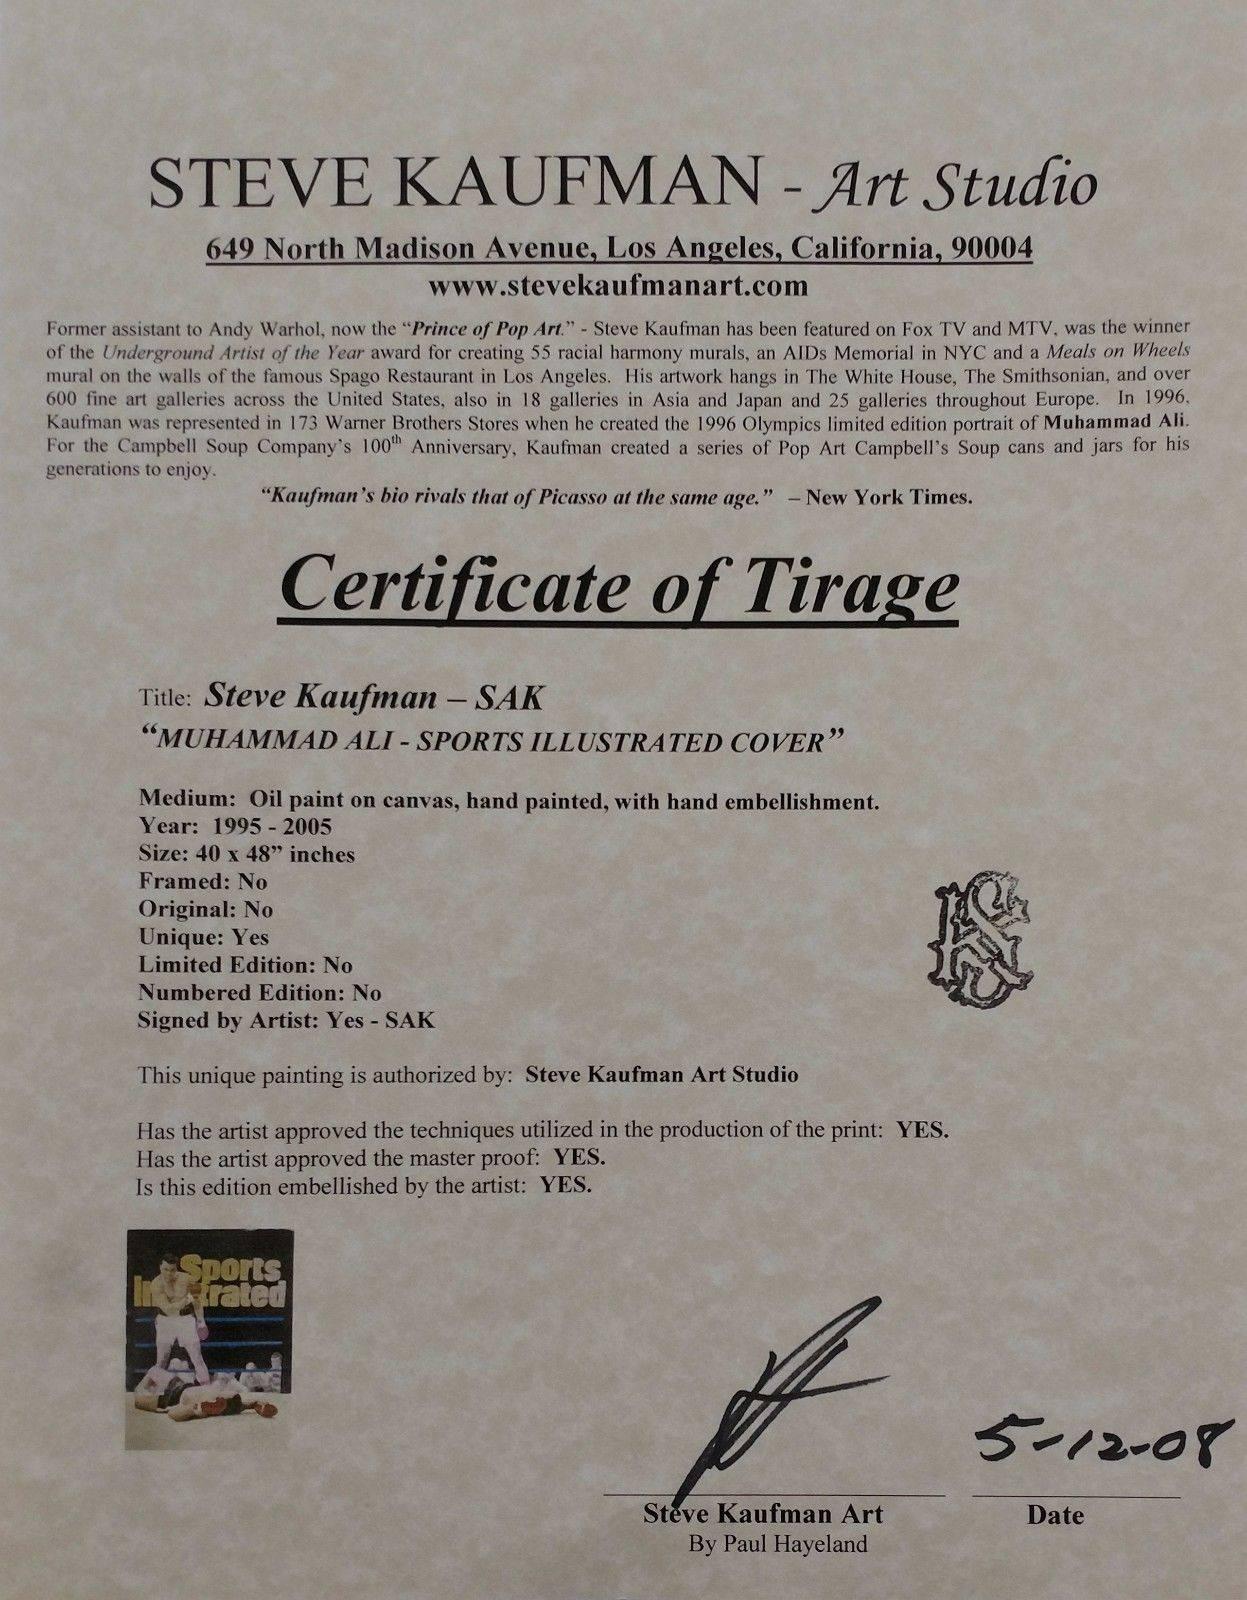 STEVE KAUFMAN - Art Studio
649 North Madison Avenue, Los Angeles, California, 90004
www.stevekaufmanart.com
Former assistant to Andy Warhol, now the “Prince of Pop Art.” - Steve Kaufman has been featured on Fox TV and MTV, was the winner
of the Underground Artist of the Year award for creating 55 racial harmony murals, an AIDs Memorial in NYC and a Meals on Wheels
mural on the walls of the famous Spago Restaurant in Los Angeles. His artwork hangs in The White House, The Smithsonian, and over
600 fine art galleries across the United States, also in 18 galleries in Asia and Japan and 25 galleries throughout Europe. In 1996,
Kaufman was represented in 173 Warner Brothers Stores when he created the 1996 Olympics limited edition portrait of Muhammad Ali.
For the Campbell Soup Company’s 100th Anniversary, Kaufman created a series of Pop Art Campbell’s Soup cans and jars for his
generations to enjoy.
“Kaufman’s bio rivals that of Picasso at the same age.” – New York Times.
Certificate of Tirage
Title: Steve Kaufman – SAK
“MUHAMMAD ALI - SPORTS ILLUSTRATED COVER”
Medium: Oil paint on canvas, hand painted, with hand embellishment.
Year: 1995 - 2005
Size: 40 x 48” inches
Framed: No
Original: No
Unique: Yes
Limited Edition: No
Numbered Edition: No
Signed by Artist: Yes - SAK
This unique painting is authorized by: Steve Kaufman Art Studio
Has the artist approved the techniques utilized in the production of the print: YES.
Has the artist approved the master proof: YES.
Is this edition embellished by the artist: YES.
Sports
Ill trated
5-12-08
Steve Kaufman Art
Date
By Paul Hayeland